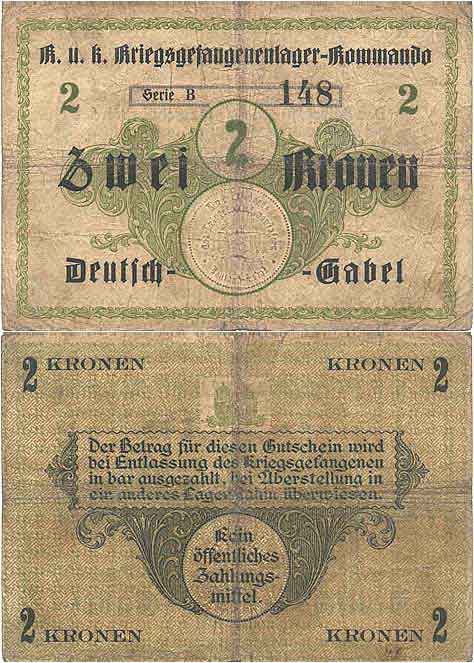 K. u. k. Kriegsgefangenenlager-Kommando
2 Serie B 148 2
2
Zwei Kronen
Deutsch- -Gabel
2 KRONEN KRONEN 2
Der Betrag für diesen Gutschein wird
bei Entlassung des Kriegsgefangenen
in bar ausgezahlt, bei Überstellung in
ein anderes Lager dahin überwiesen.
Kein
öffentliches
Zahlungs-
mittel.
2 KRONEN KRONEN 2